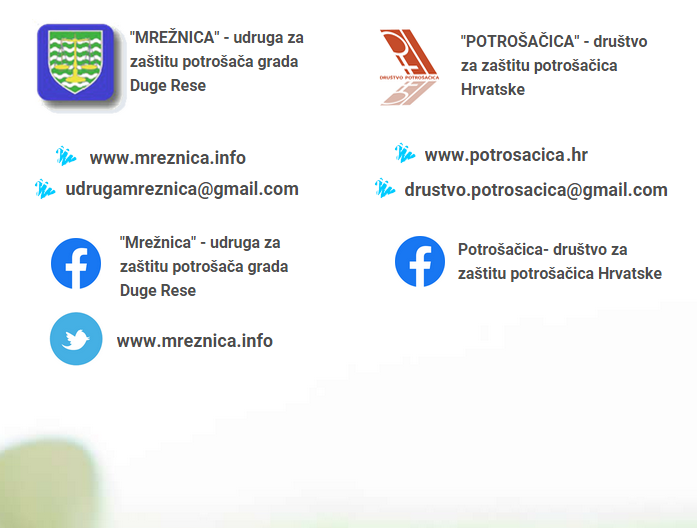 "MREŽNICA" - udruga za
zaštitu potrošača grada
Duge Rese
www.mreznica.info
udrugamreznica@gmail.com
"Mrežnica" - udruga za
zaštitu potrošača grada
Duge Rese
www.mreznica.info
DRUŠTVO POTROŠAČICA
"POTROŠAČICA" - društvo
za zaštitu potrošačica
Hrvatske
www.potrosacica.hr
drustvo.potrosacica@gmail.com
Potrošačica- društvo za
zaštitu potrošačica Hrvatske